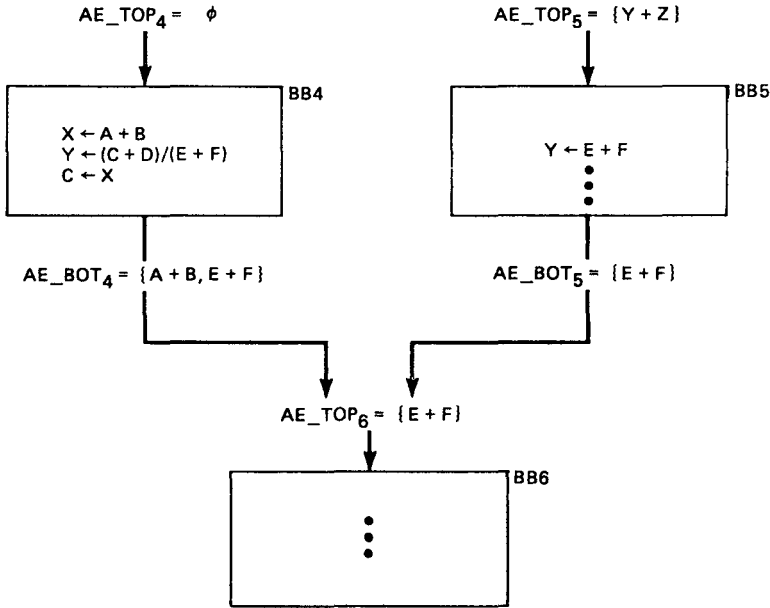 AE_TOP4 = ϕ
AE_TOP5 = {Y + Z}
BB4
X ← A + B
Y ← (C + D)/(E + F)
C ← X
BB5
Y ← E + F
AE_BOT4 = {A + B, E + F}
AE_BOT5 = {E + F}
AE_TOP6 = {E + F}
BB6